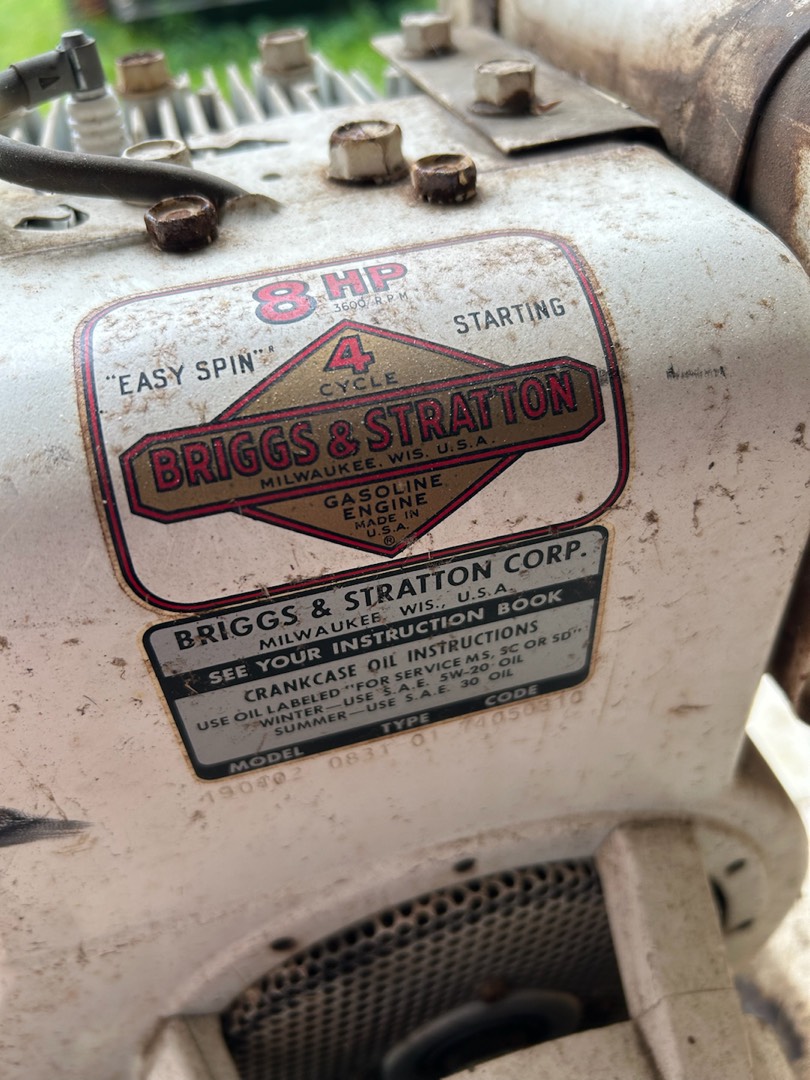 8 HP
3600 R.P.M.
"EASY SPIN"® STARTING
4
CYCLE
BRIGGS & STRATTON
MILWAUKEE, WIS. U.S.A.
GASOLINE
ENGINE
MADE IN
U.S.A.
®
BRIGGS & STRATTON CORP.
MILWAUKEE, WIS., U.S.A.
SEE YOUR INSTRUCTION BOOK
CRANKCASE OIL INSTRUCTIONS
USE OIL LABELED "FOR SERVICE MS, SC OR SD"
WINTER—USE S.A.E. 5W-20 OIL
SUMMER—USE S.A.E. 30 OIL
MODEL TYPE CODE
190402 0831 01 74050310